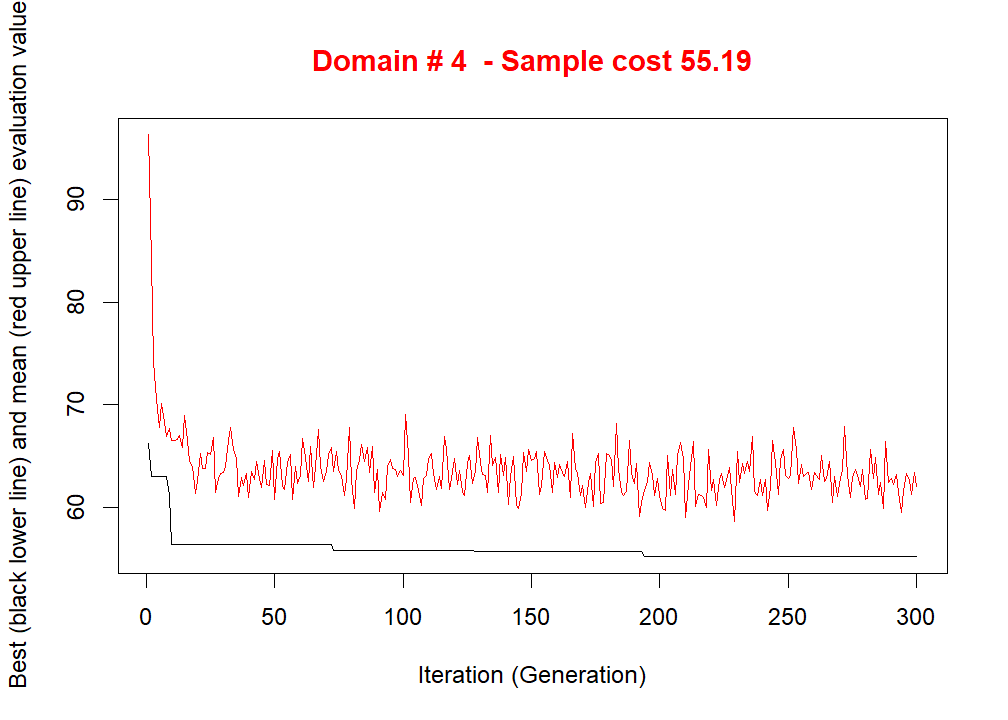 Domain # 4  - Sample cost 55.19
Best (black lower line) and mean (red upper line) evaluation value
90
80
70
60
0 50 100 150 200 250 300
Iteration (Generation)